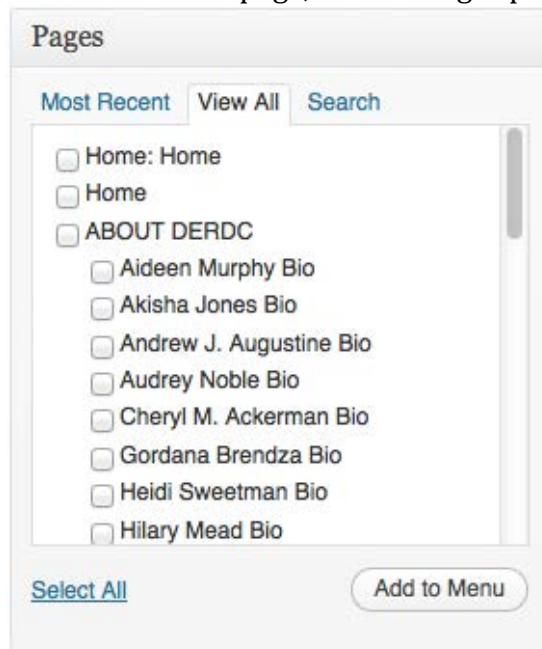 page,
Pages
Most Recent View All Search
Home: Home
Home
ABOUT DERDC
Aideen Murphy Bio
Akisha Jones Bio
Andrew J. Augustine Bio
Audrey Noble Bio
Cheryl M. Ackerman Bio
Gordana Brendza Bio
Heidi Sweetman Bio
Hilary Mead Bio
Select All Add to Menu